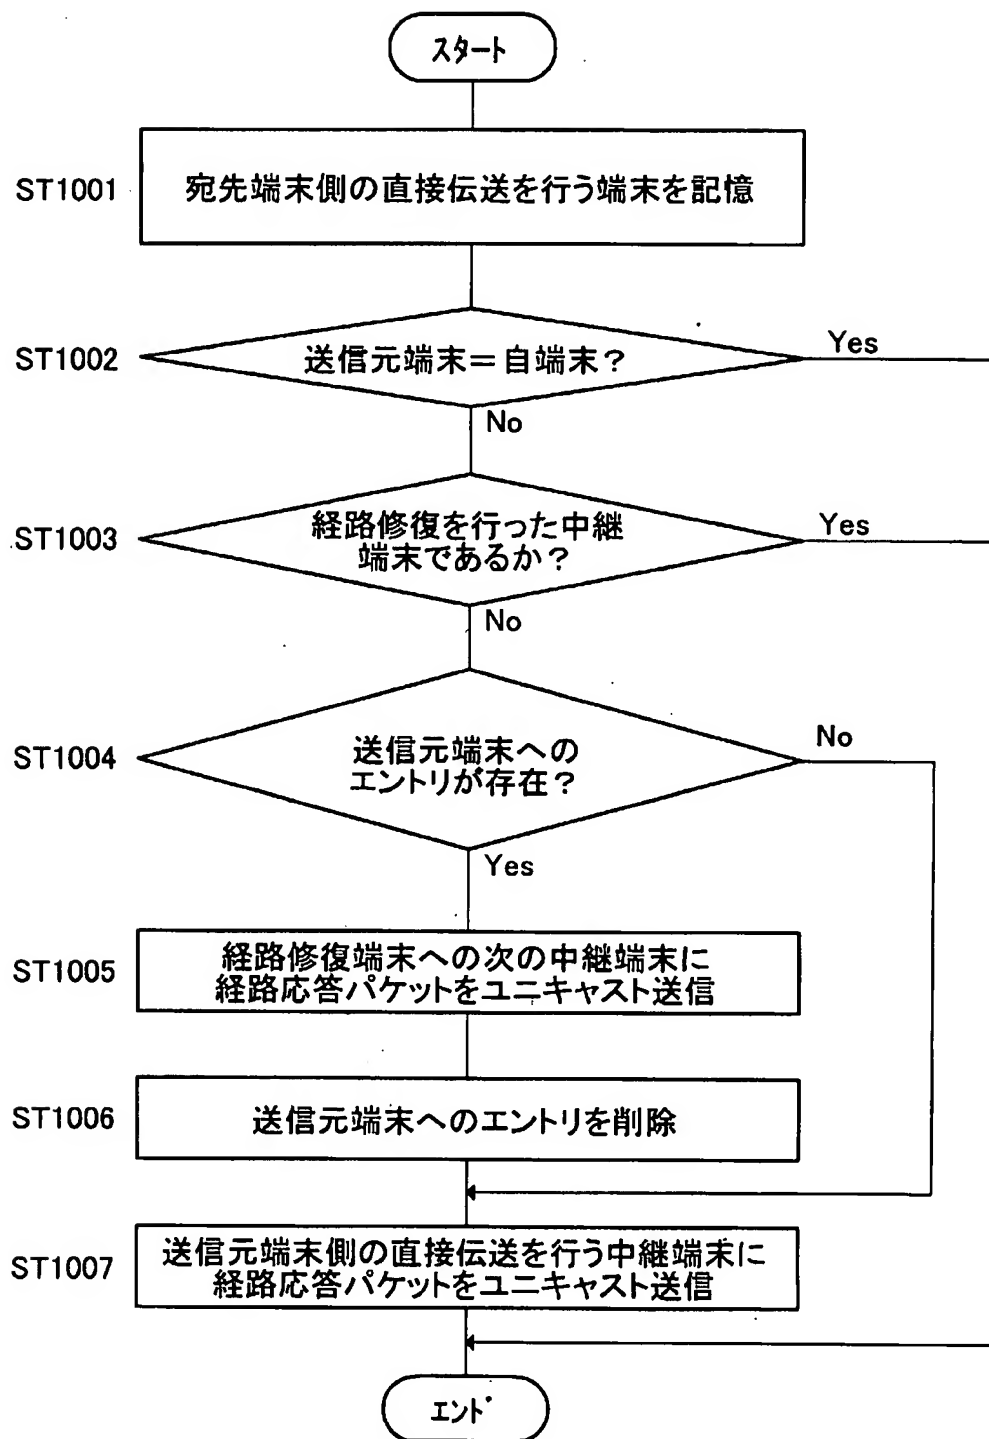 スタート
ST1001
宛先端末側の直接伝送を行う端末を記憶
ST1002
送信元端末＝自端末？
Yes
No
ST1003
経路修復を行った中継
端末であるか？
Yes
No
ST1004
送信元端末への
エントリが存在？
No
Yes
ST1005
経路修復端末への次の中継端末に
経路応答パケットをユニキャスト送信
ST1006
送信元端末へのエントリを削除
ST1007
送信元端末側の直接伝送を行う中継端末に
経路応答パケットをユニキャスト送信
エンド